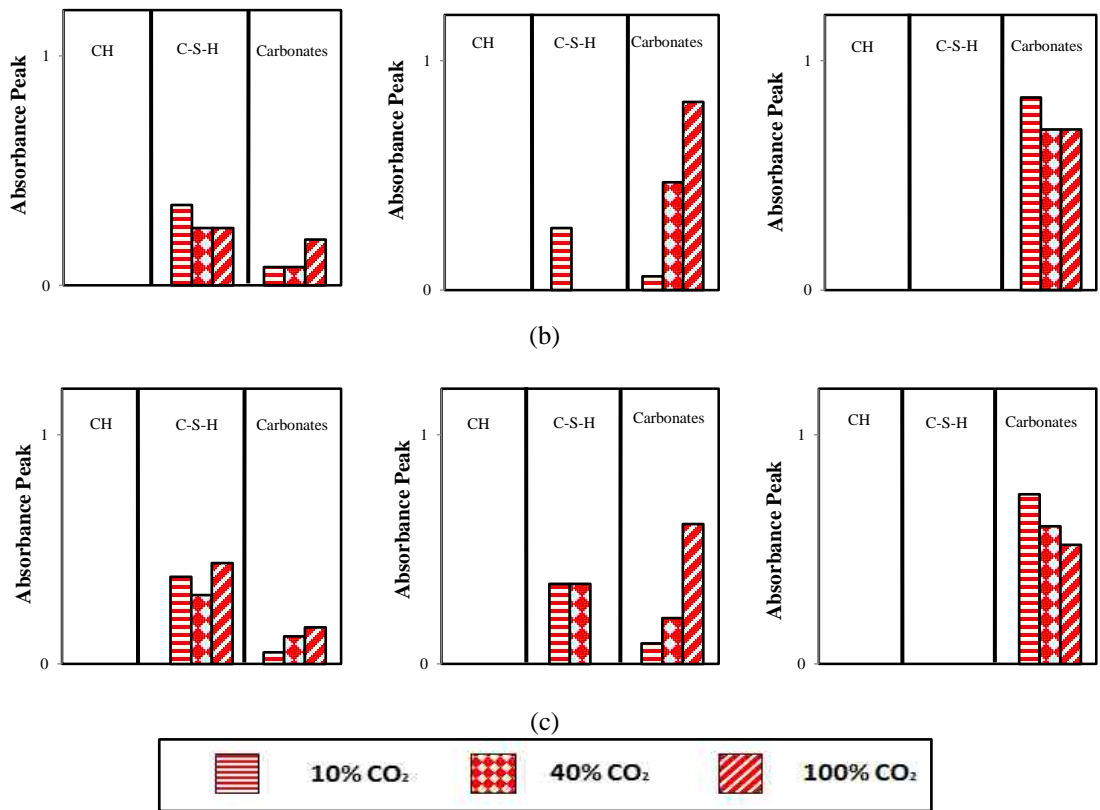 CH C-S-H Carbonates
1
Absorbance Peak
0
CH C-S-H Carbonates
1
Absorbance Peak
0
CH C-S-H Carbonates
1
Absorbance Peak
0
(b)
CH C-S-H Carbonates
1
Absorbance Peak
0
CH C-S-H Carbonates
1
Absorbance Peak
0
CH C-S-H Carbonates
1
Absorbance Peak
0
(c)
10% CO₂ 40% CO₂ 100% CO₂